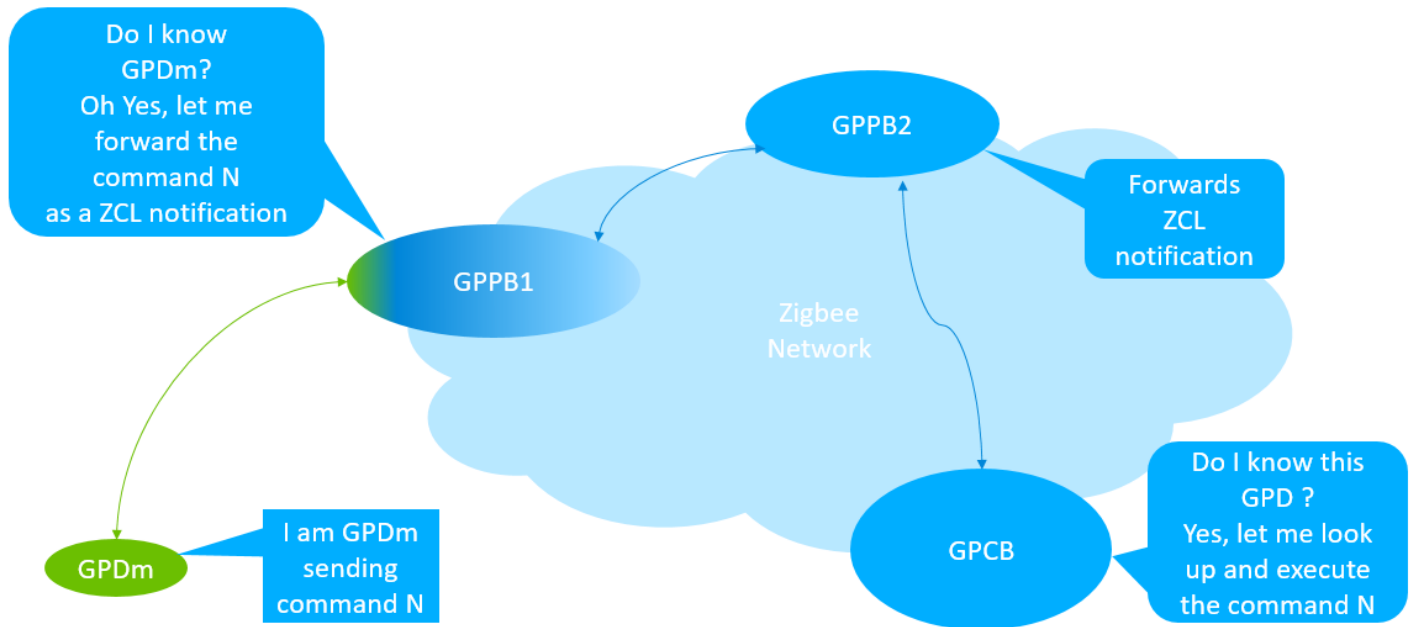 Do I know
GPDm?
Oh Yes, let me
forward the
command N
as a ZCL notification
GPPB2
Forwards
ZCL
notification
GPPB1
Zigbee
Network
Do I know this
GPD ?
Yes, let me look
up and execute
the command N
GPCB
I am GPDm
sending
command N
GPDm